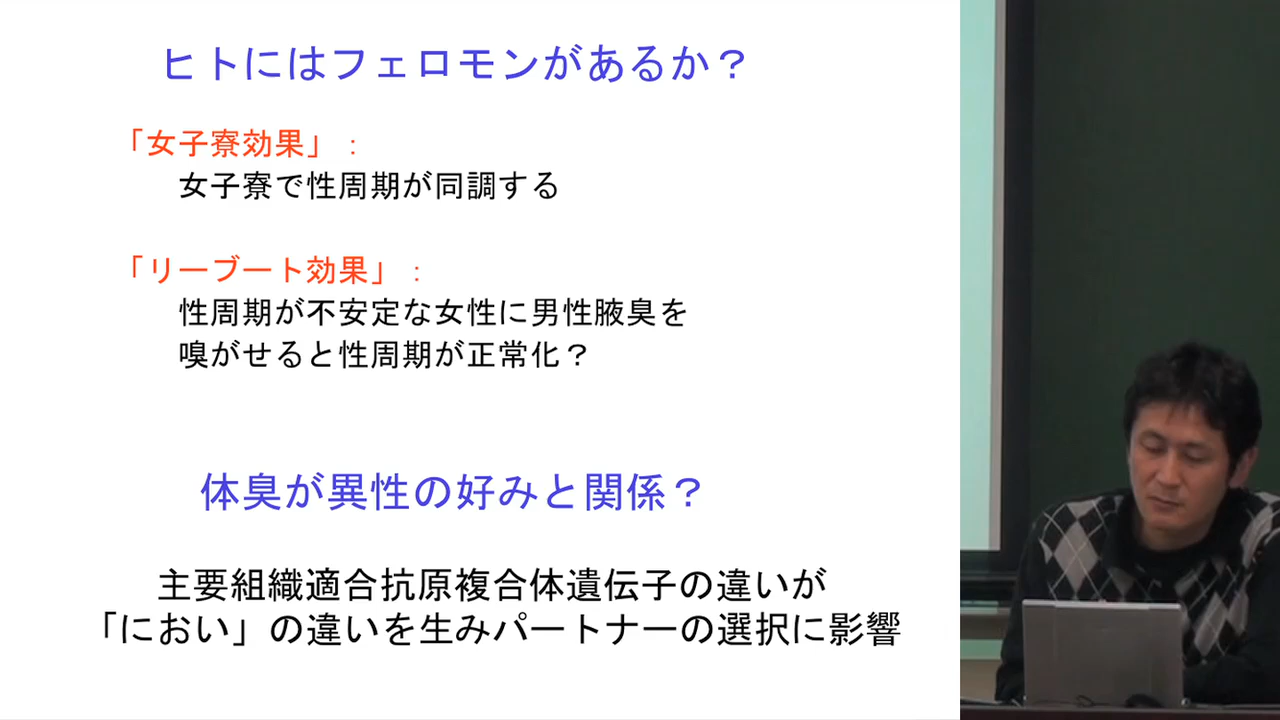 ヒトにはフェロモンがあるか？
「女子寮効果」：
女子寮で性周期が同調する
「リーブート効果」：
性周期が不安定な女性に男性腋臭を
嗅がせると性周期が正常化？
体臭が異性の好みと関係？
主要組織適合抗原複合体遺伝子の違いが
「におい」の違いを生みパートナーの選択に影響